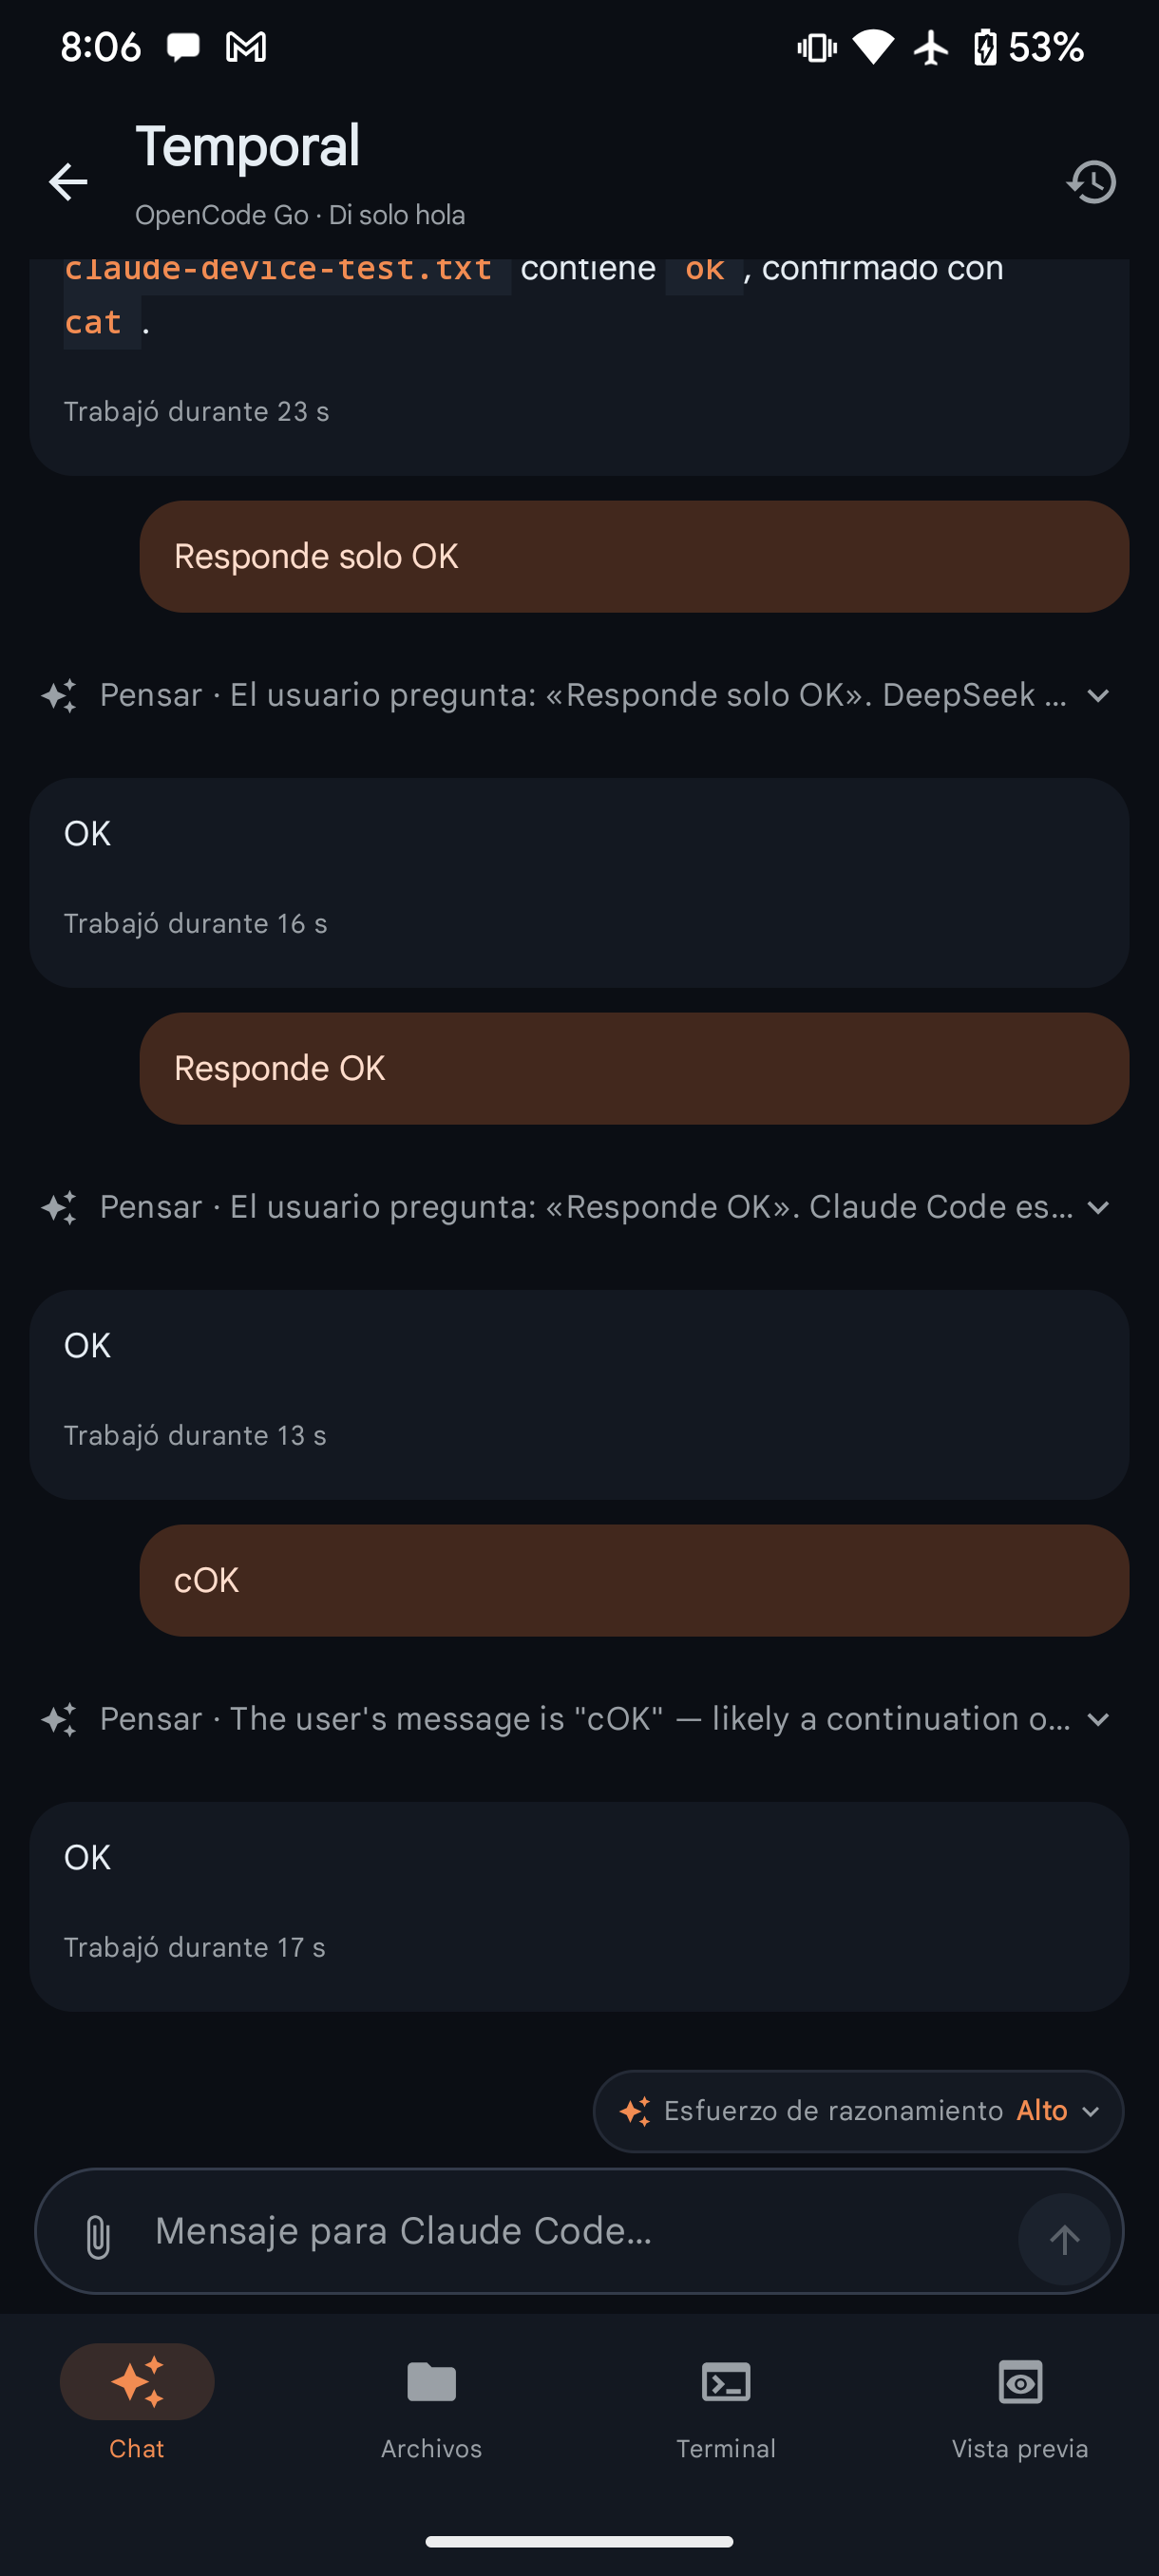 8:06
53%
Temporal
OpenCode Go · Di solo hola
claude-device-test.txt contiene ok , confirmado con
cat .
Trabajó durante 23 s
Responde solo OK
Pensar · El usuario pregunta: «Responde solo OK». DeepSeek ...
OK
Trabajó durante 16 s
Responde OK
Pensar · El usuario pregunta: «Responde OK». Claude Code es...
OK
Trabajó durante 13 s
cOK
Pensar · The user's message is "cOK" — likely a continuation o...
OK
Trabajó durante 17 s
Esfuerzo de razonamiento Alto
Mensaje para Claude Code...
Chat
Archivos
Terminal
Vista previa